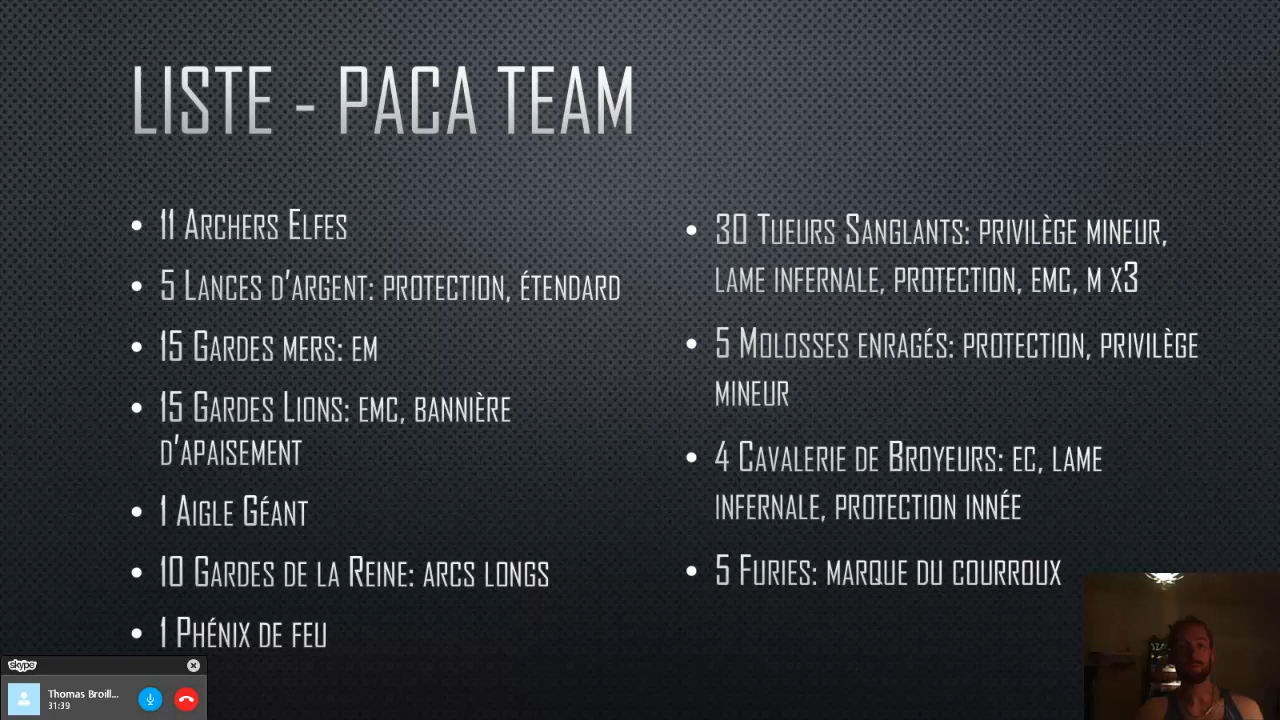 LISTE - PACA TEAM
• 11 ARCHERS ELFES
• 5 LANCES D'ARGENT: PROTECTION, ÉTENDARD
• 15 GARDES MERS: EM
• 15 GARDES LIONS: EMC, BANNIÈRE
D'APAISEMENT
• 1 AIGLE GÉANT
• 10 GARDES DE LA REINE: ARCS LONGS
• 1 PHÉNIX DE FEU
• 30 TUEURS SANGLANTS: PRIVILÈGE MINEUR,
LAME INFERNALE, PROTECTION, EMC, M X3
• 5 MOLOSSES ENRAGÉS: PROTECTION, PRIVILÈGE
MINEUR
• 4 CAVALERIE DE BROYEURS: EC, LAME
INFERNALE, PROTECTION INNÉE
• 5 FURIES: MARQUE DU COURROUX
skype
Thomas Broill...
31:39